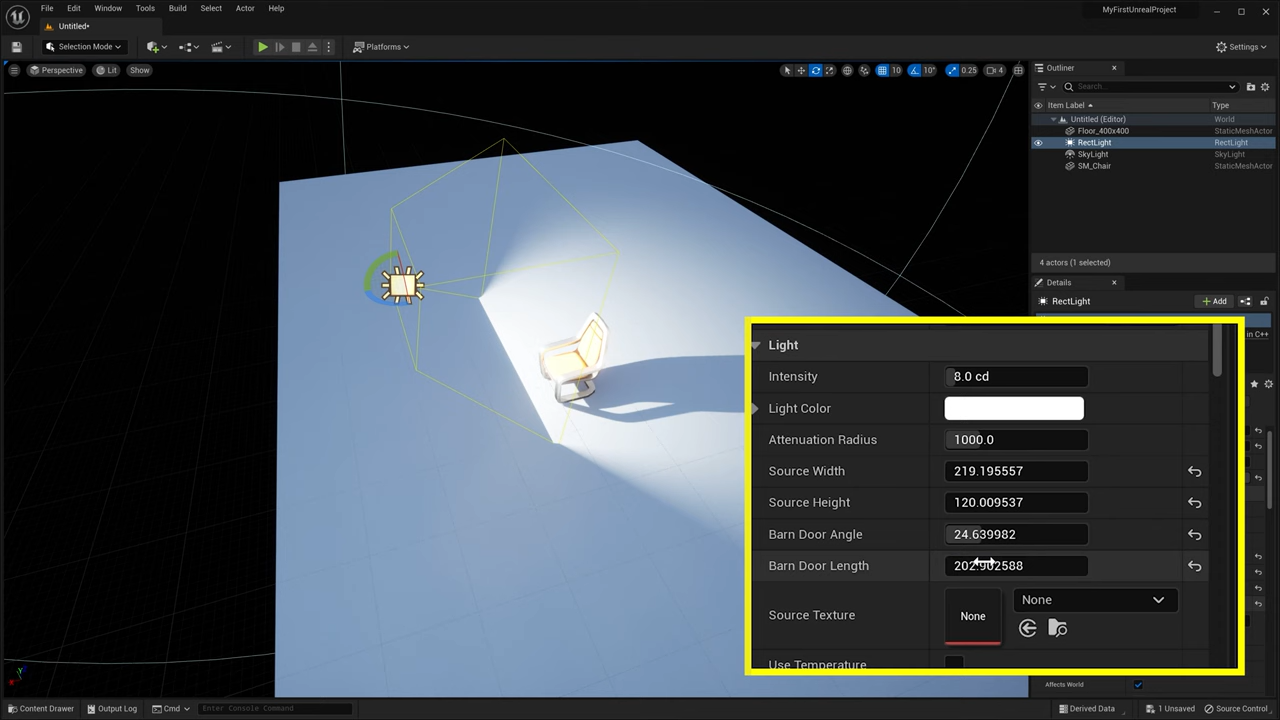 File Edit Window Tools Build Select Actor Help
MyFirstUnrealProject
Untitled*
Selection Mode
Platforms
Settings
Perspective Lit Show
10 10° 0.25 4
Outliner
Search...
Item Label Type
Untitled (Editor) World
Floor_400x400 StaticMeshActor
RectLight RectLight
SkyLight SkyLight
SM_Chair StaticMeshActor
4 actors (1 selected)
Details
RectLight
Add
in C++
Light
Intensity 8.0 cd
Light Color
Attenuation Radius 1000.0
Source Width 219.195557
Source Height 120.009537
Barn Door Angle 24.639982
Barn Door Length 202.902588
Source Texture None None
Use Temperature
Affects World
Content Drawer Output Log Cmd Enter Console Command
Derived Data 1 Unsaved Source Control